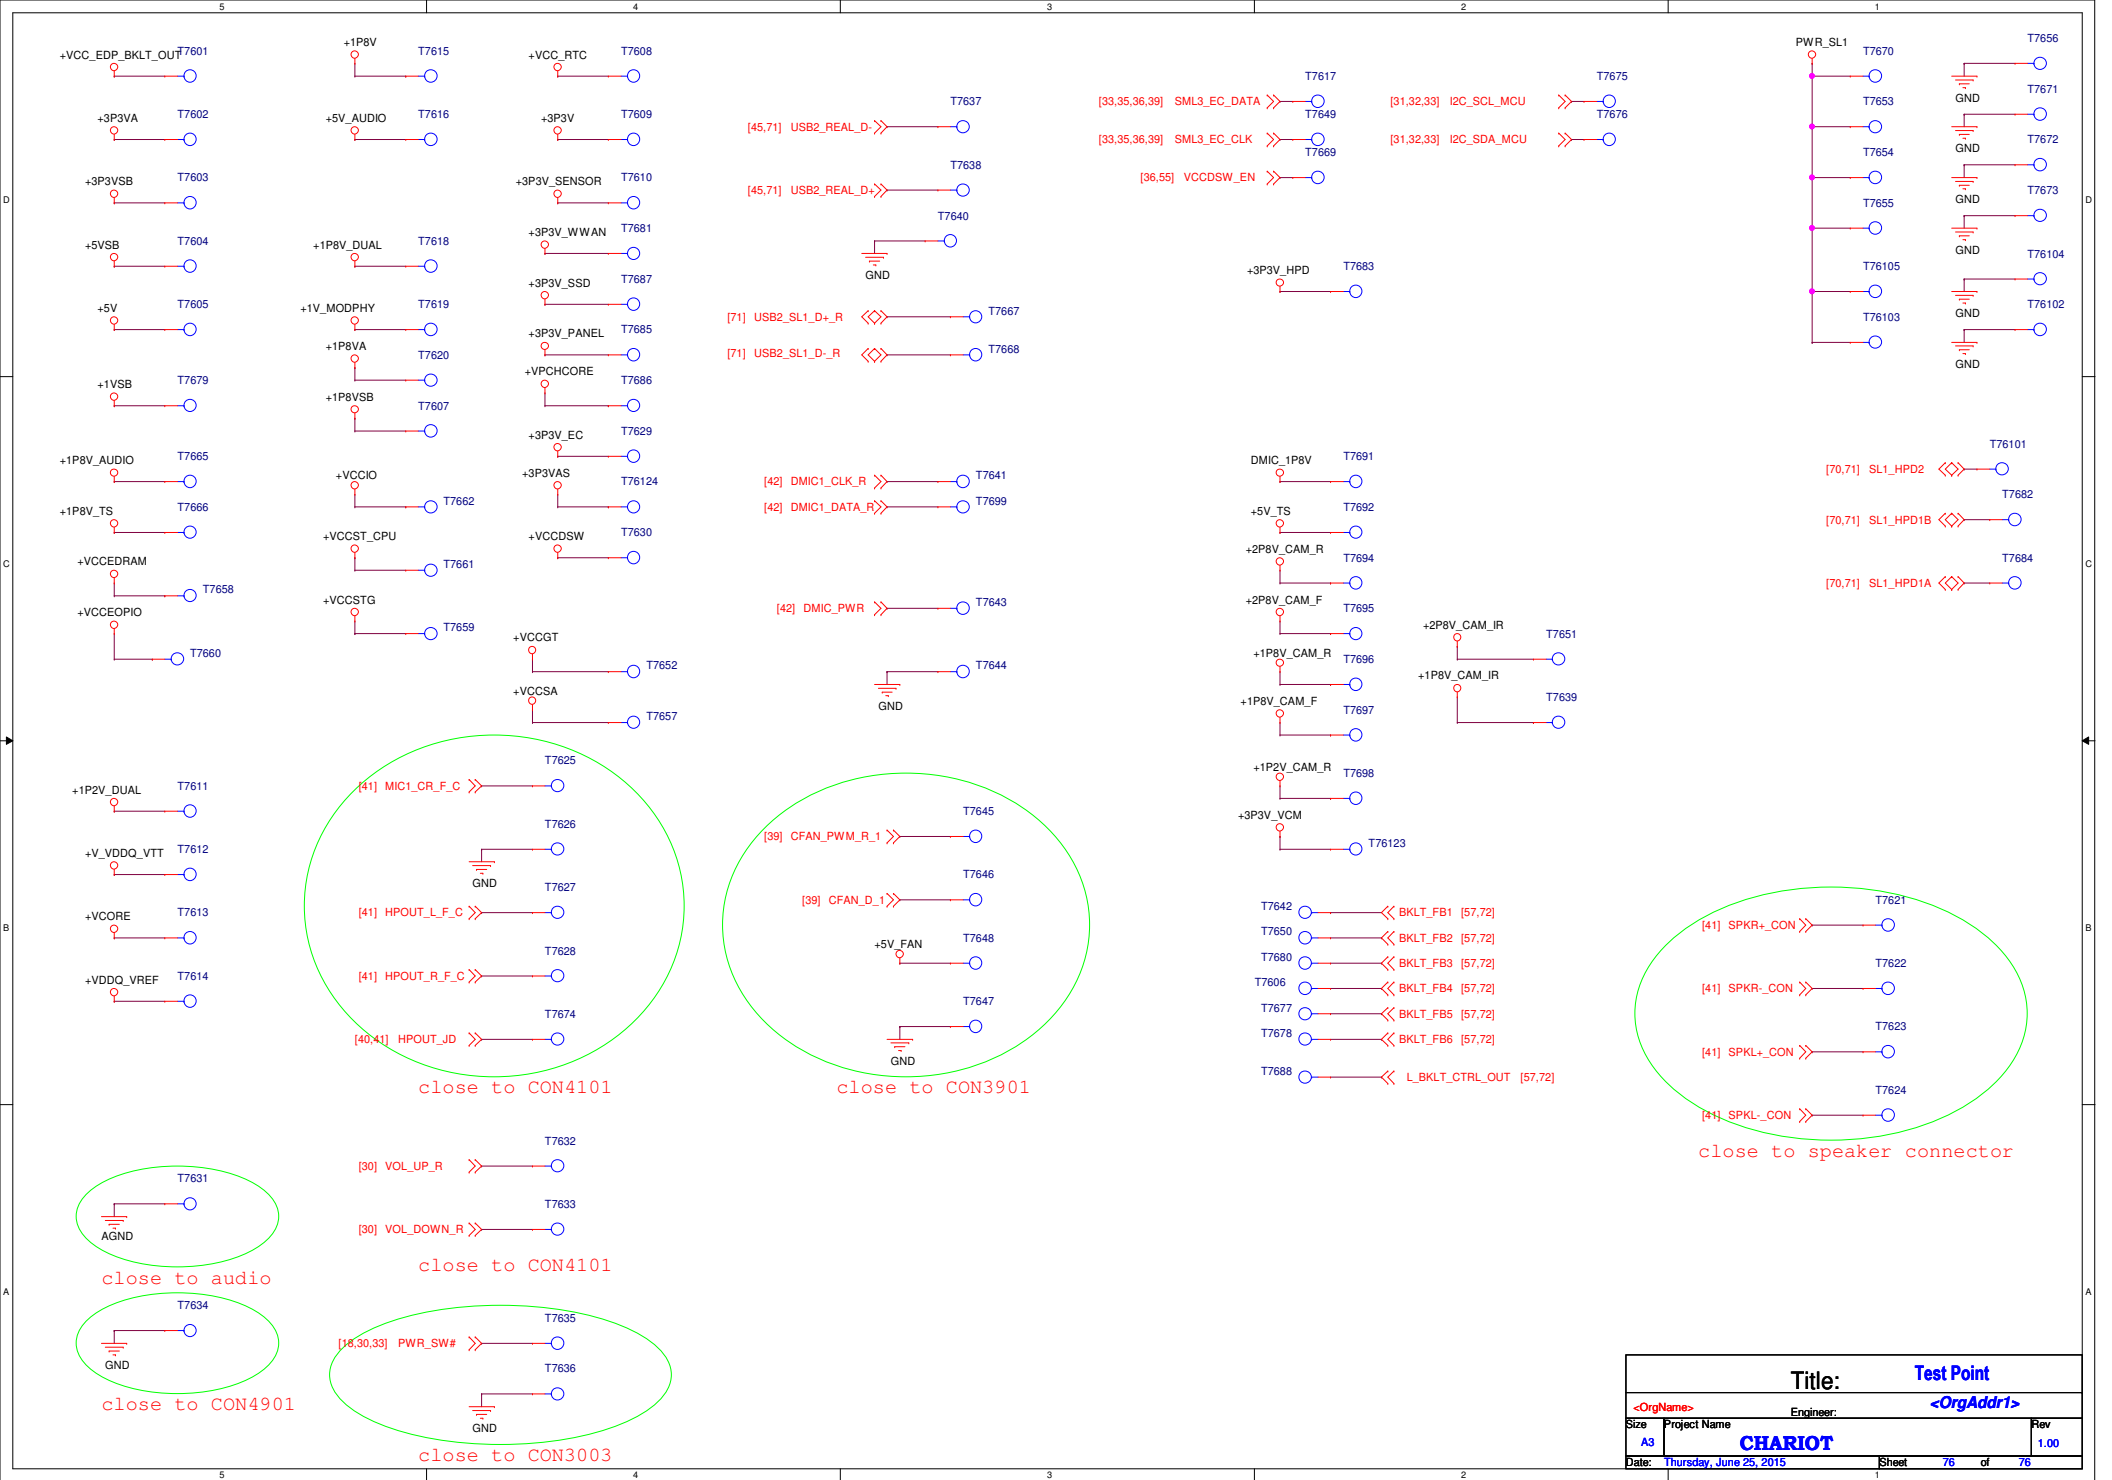 5 4 3 2 1
+VCC_EDP_BKLT_OUT T7601
+3P3VA T7602
+3P3VSB T7603
+5VSB T7604
+5V T7605
+1VSB T7679
+1P8V_AUDIO T7665
+1P8V_TS T7666
+VCCEDRAM T7658
+VCCEOPIO T7660
+1P2V_DUAL T7611
+V_VDDQ_VTT T7612
+VCORE T7613
+VDDQ_VREF T7614
T7631
AGND
close to audio
T7634
GND
close to CON4901
+1P8V T7615
+5V_AUDIO T7616
+1P8V_DUAL T7618
+1V_MODPHY T7619
+1P8VA T7620
+1P8VSB T7607
+VCCIO T7662
+VCCST_CPU T7661
+VCCSTG T7659
+VCC_RTC T7608
+3P3V T7609
+3P3V_SENSOR T7610
+3P3V_WWAN T7681
+3P3V_SSD T7687
+3P3V_PANEL T7685
+VPCHCORE T7686
+3P3V_EC T7629
+3P3VAS T76124
+VCCDSW T7630
+VCCGT T7652
+VCCSA T7657
[41] MIC1_CR_F_C T7625
T7626
GND
[41] HPOUT_L_F_C T7627
[41] HPOUT_R_F_C T7628
[40,41] HPOUT_JD T7674
close to CON4101
[30] VOL_UP_R T7632
[30] VOL_DOWN_R T7633
close to CON4101
[18,30,33] PWR_SW# T7635
T7636
GND
close to CON3003
[45,71] USB2_REAL_D- T7637
[45,71] USB2_REAL_D+ T7638
T7640
GND
[71] USB2_SL1_D+_R T7667
[71] USB2_SL1_D-_R T7668
[42] DMIC1_CLK_R T7641
[42] DMIC1_DATA_R T7699
[42] DMIC_PWR T7643
T7644
GND
[39] CFAN_PWM_R_1 T7645
[39] CFAN_D_1 T7646
+5V_FAN T7648
T7647
GND
close to CON3901
[33,35,36,39] SML3_EC_DATA T7617
[33,35,36,39] SML3_EC_CLK T7649
[36,55] VCCDSW_EN T7669
[31,32,33] I2C_SCL_MCU T7675
[31,32,33] I2C_SDA_MCU T7676
+3P3V_HPD T7683
DMIC_1P8V T7691
+5V_TS T7692
+2P8V_CAM_R T7694
+2P8V_CAM_F T7695
+1P8V_CAM_R T7696
+1P8V_CAM_F T7697
+1P2V_CAM_R T7698
+3P3V_VCM T76123
+2P8V_CAM_IR T7651
+1P8V_CAM_IR T7639
T7642 BKLT_FB1 [57,72]
T7650 BKLT_FB2 [57,72]
T7680 BKLT_FB3 [57,72]
T7606 BKLT_FB4 [57,72]
T7677 BKLT_FB5 [57,72]
T7678 BKLT_FB6 [57,72]
T7688 L_BKLT_CTRL_OUT [57,72]
PWR_SL1 T7670
T7653
T7654
T7655
T76105
T76103
T7656
GND
T7671
GND
T7672
GND
T7673
GND
T76104
GND
T76102
GND
[70,71] SL1_HPD2 T76101
[70,71] SL1_HPD1B T7682
[70,71] SL1_HPD1A T7684
[41] SPKR+_CON T7621
[41] SPKR-_CON T7622
[41] SPKL+_CON T7623
[41] SPKL-_CON T7624
close to speaker connector
D D
C C
B B
A A
Title: Test Point
<OrgName> Engineer: <OrgAddr1>
Size Project Name Rev
A3 CHARIOT 1.00
Date: Thursday, June 25, 2015 Sheet 76 of 76
5 4 3 2 1